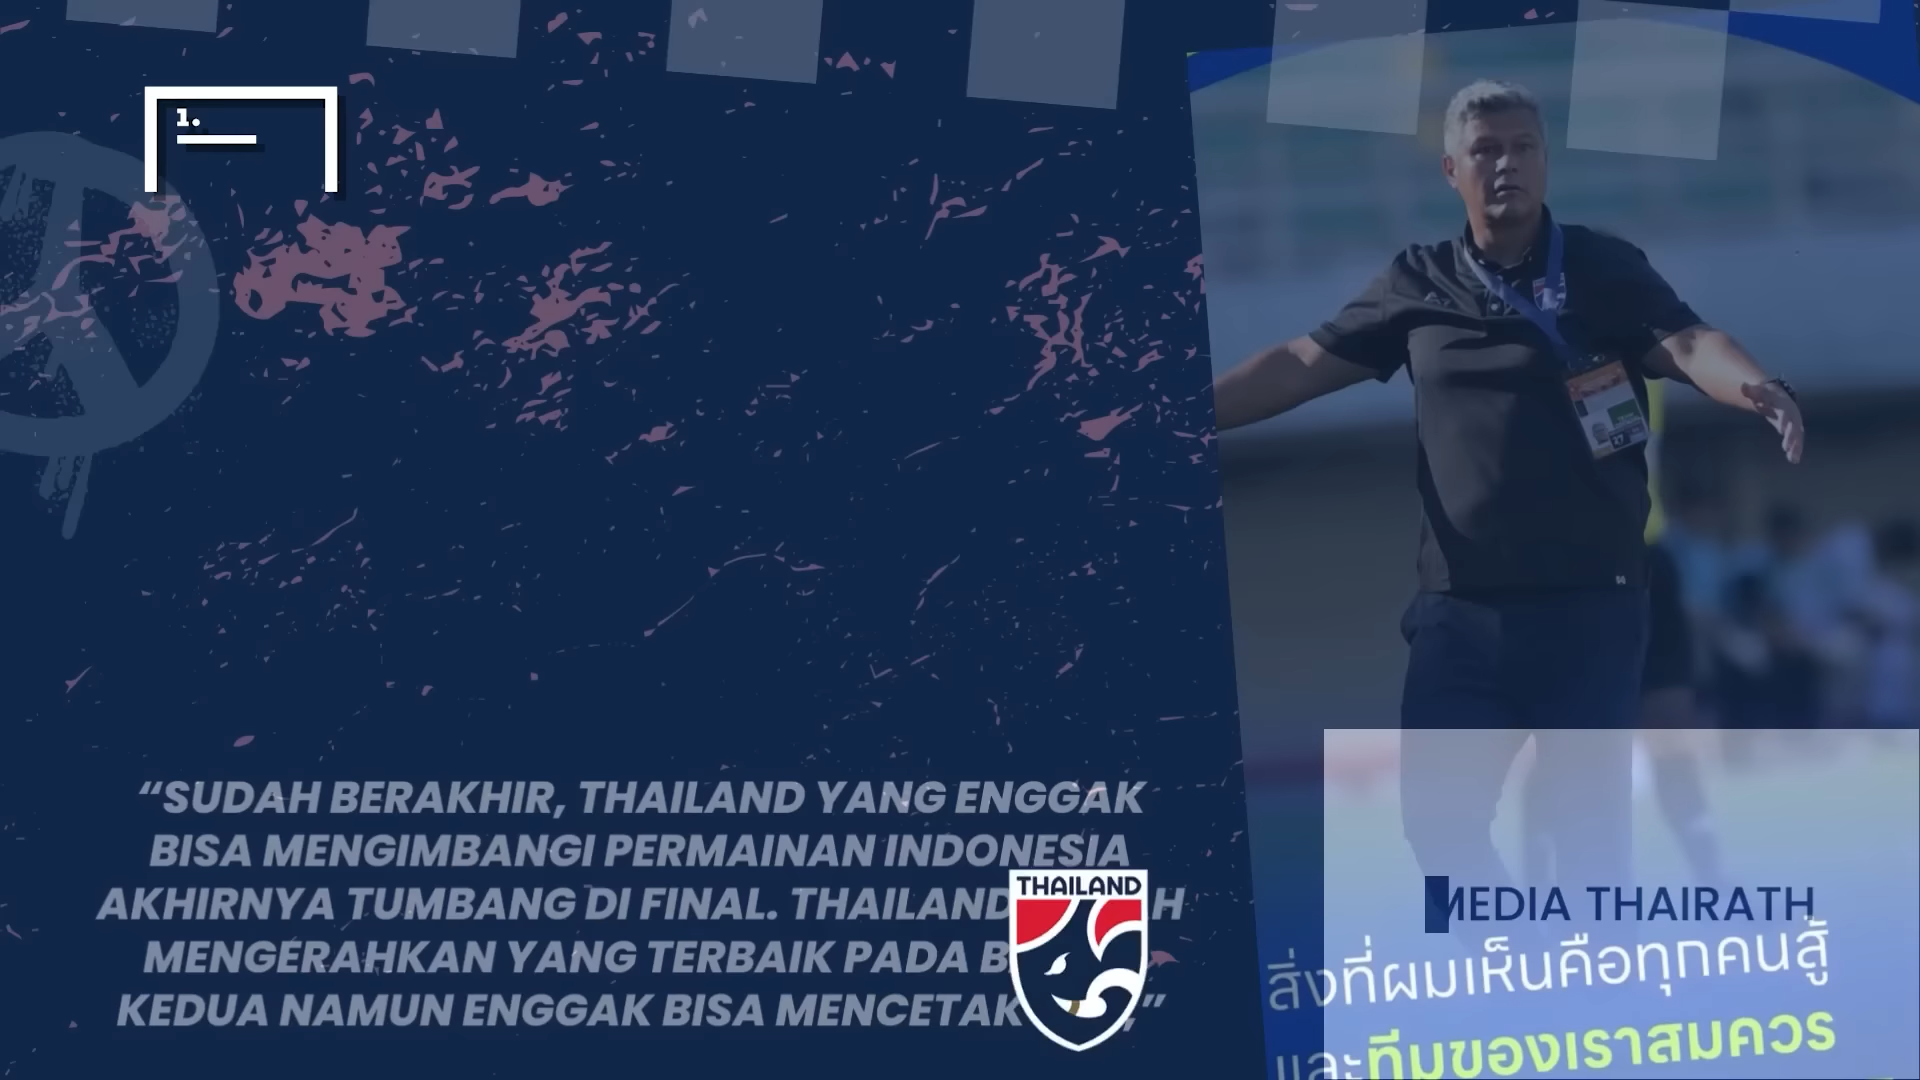 1.
“SUDAH BERAKHIR, THAILAND YANG ENGGAK
BISA MENGIMBANGI PERMAINAN INDONESIA
AKHIRNYA TUMBANG DI FINAL. THAILAND
MENGERAHKAN YANG TERBAIK PADA
KEDUA NAMUN ENGGAK BISA MENCETAK ”
THAILAND
MEDIA THAIRATH
สิ่งที่ผมเห็นคือทุกคนสู้
และทีมของเราสมควร